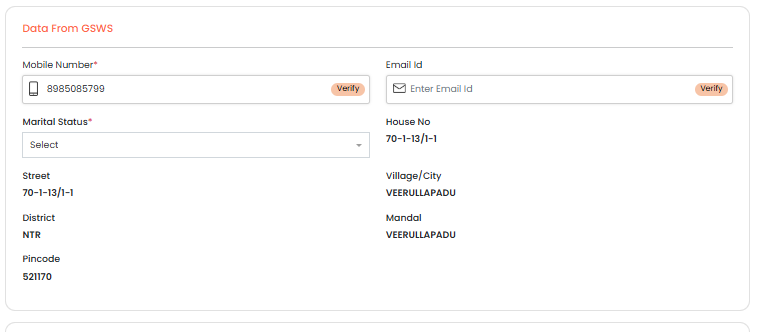 Data From GSWS
Mobile Number*
Email Id
8985085799
Verify
Enter Email Id
Verify
Marital Status*
House No
Select
70-1-13/1-1
Street
Village/City
70-1-13/1-1
VEERULLAPADU
District
Mandal
NTR
VEERULLAPADU
Pincode
521170